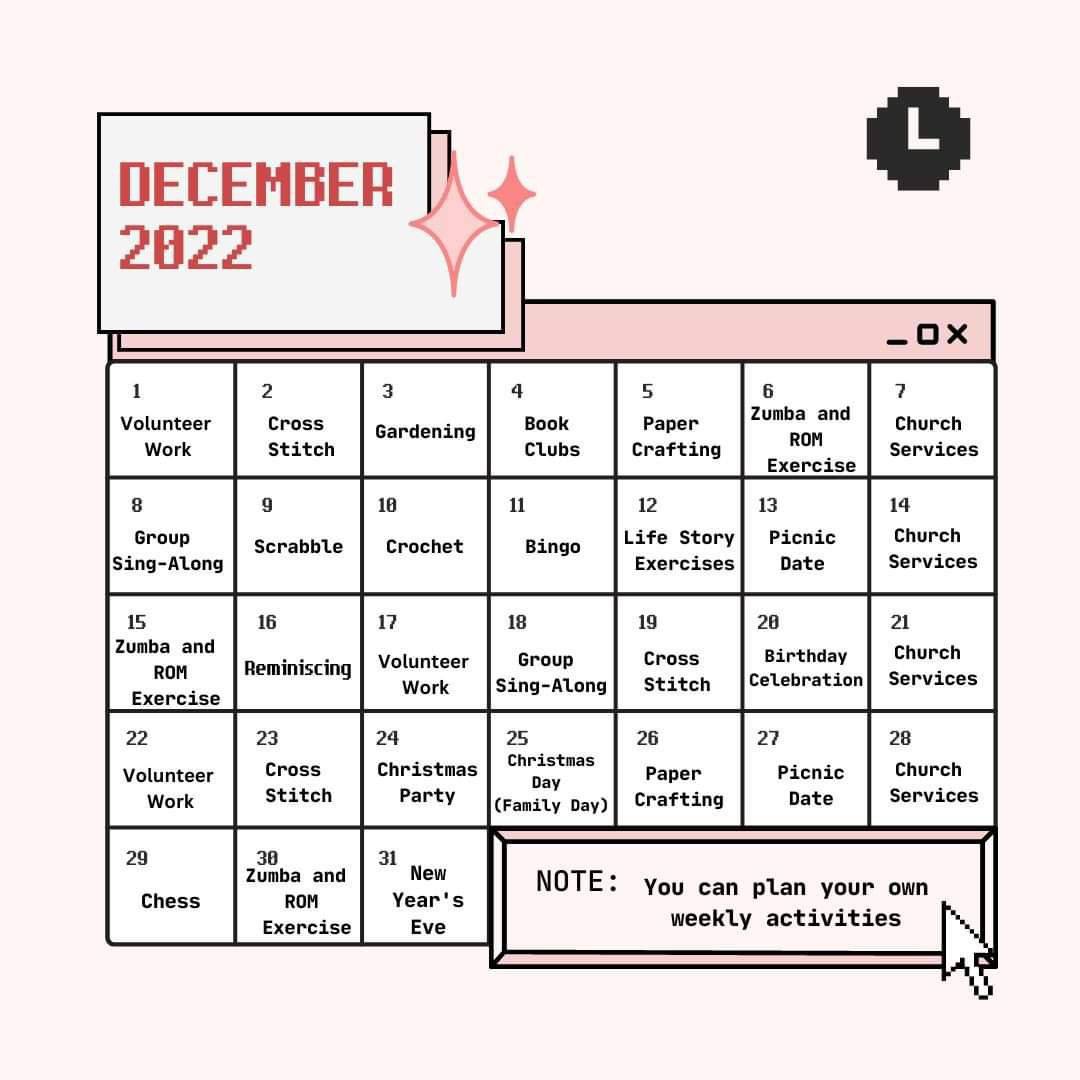 DECEMBER
2022
1
Volunteer
Work
2
Cross
Stitch
3
Gardening
4
Book
Clubs
5
Paper
Crafting
6
Zumba and
ROM
Exercise
7
Church
Services
8
Group
Sing-Along
9
Scrabble
10
Crochet
11
Bingo
12
Life Story
Exercises
13
Picnic
Date
14
Church
Services
15
Zumba and
ROM
Exercise
16
Reminiscing
17
Volunteer
Work
18
Group
Sing-Along
19
Cross
Stitch
20
Birthday
Celebration
21
Church
Services
22
Volunteer
Work
23
Cross
Stitch
24
Christmas
Party
25
Christmas
Day
(Family Day)
26
Paper
Crafting
27
Picnic
Date
28
Church
Services
29
Chess
30
Zumba and
ROM
Exercise
31
New
Year's
Eve
NOTE:
You can plan your own
weekly activities